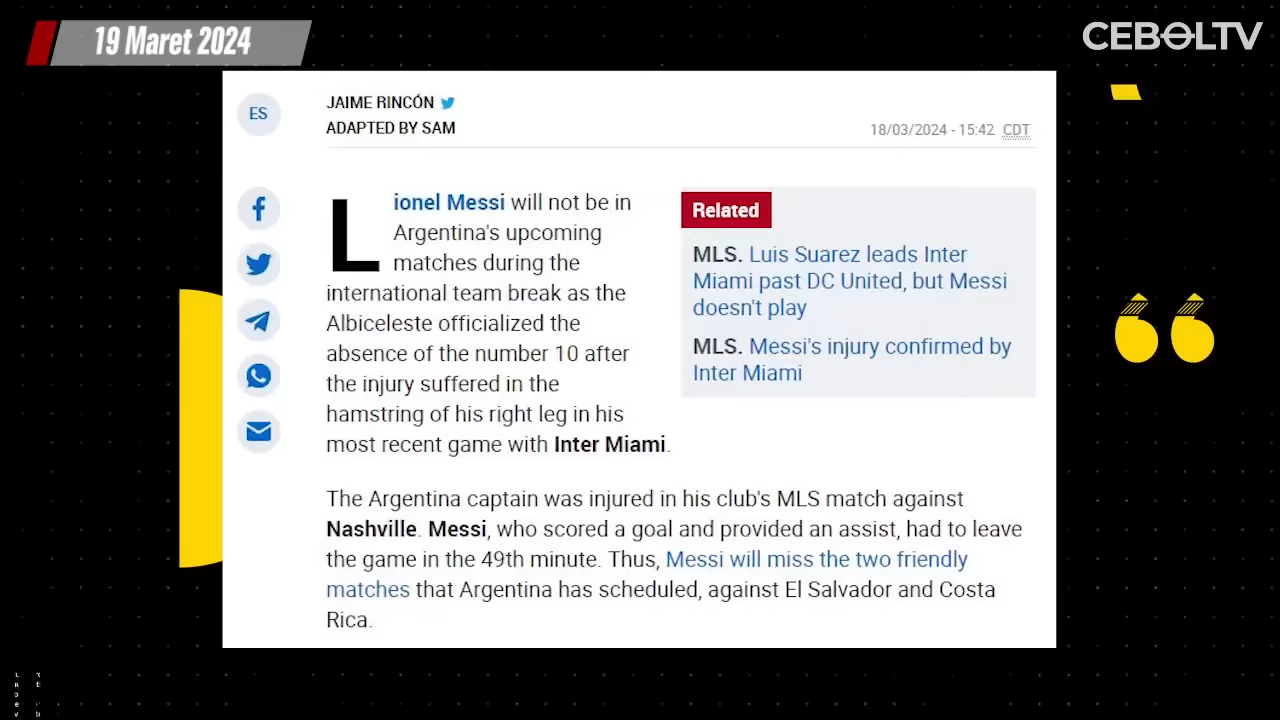 19 Maret 2024
CEBOLTV
ES
JAIME RINCÓN
ADAPTED BY SAM
18/03/2024 - 15:42 CDT
Lionel Messi will not be in
Argentina's upcoming
matches during the
international team break as the
Albiceleste officialized the
absence of the number 10 after
the injury suffered in the
hamstring of his right leg in his
most recent game with Inter Miami.
Related
MLS. Luis Suarez leads Inter
Miami past DC United, but Messi
doesn't play
MLS. Messi's injury confirmed by
Inter Miami
The Argentina captain was injured in his club's MLS match against
Nashville. Messi, who scored a goal and provided an assist, had to leave
the game in the 49th minute. Thus, Messi will miss the two friendly
matches that Argentina has scheduled, against El Salvador and Costa
Rica.